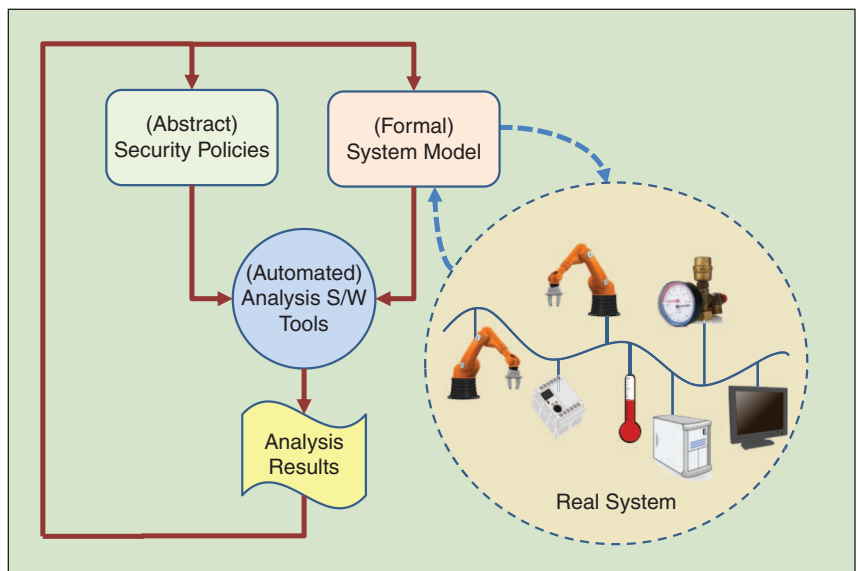 (Abstract)
Security Policies
(Formal)
System Model
(Automated)
Analysis S/W
Tools
Analysis
Results
Real System